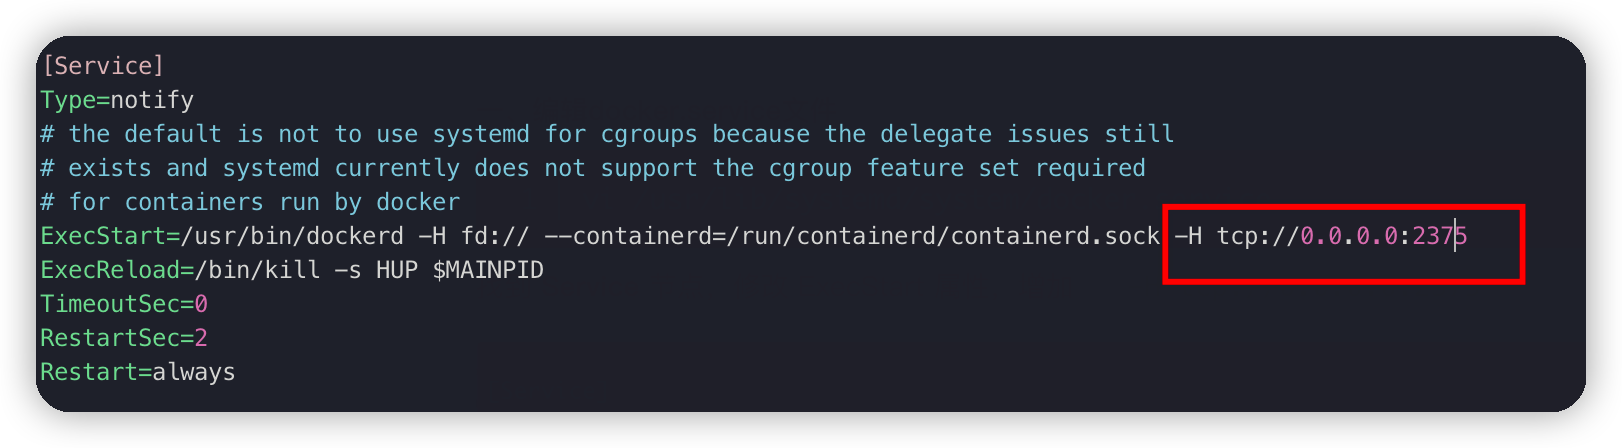 [Service]
Type=notify
# the default is not to use systemd for cgroups because the delegate issues still
# exists and systemd currently does not support the cgroup feature set required
# for containers run by docker
ExecStart=/usr/bin/dockerd -H fd:// --containerd=/run/containerd/containerd.sock -H tcp://0.0.0.0:2375
ExecReload=/bin/kill -s HUP $MAINPID
TimeoutSec=0
RestartSec=2
Restart=always